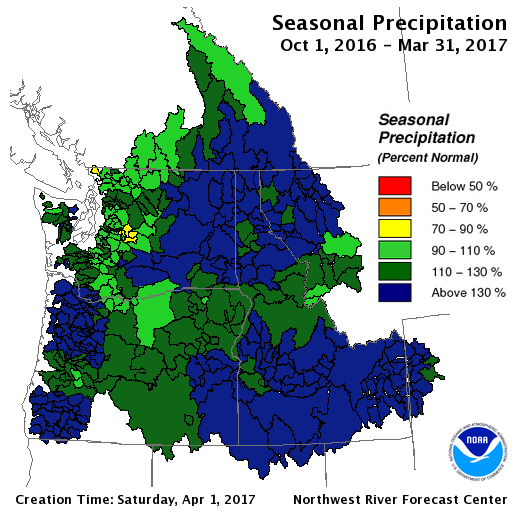 Seasonal Precipitation
Oct 1, 2016 – Mar 31, 2017
Seasonal
Precipitation
(Percent Normal)
Below 50 %
50 – 70 %
70 – 90 %
90 – 110 %
110 – 130 %
Above 130 %
NOAA
Creation Time: Saturday, Apr 1, 2017
Northwest River Forecast Center